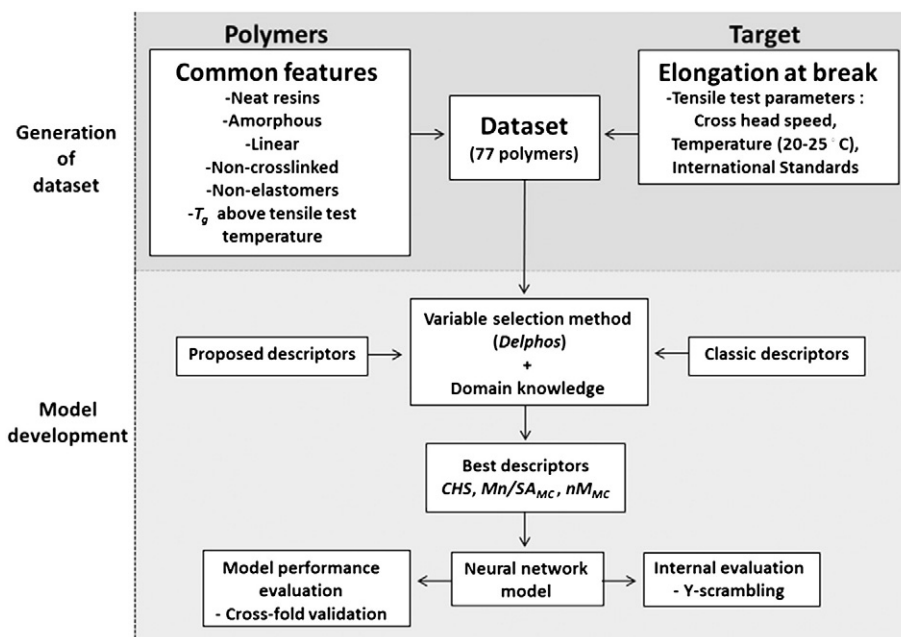 Polymers
Target
Generation
of
dataset
Common features
-Neat resins
-Amorphous
-Linear
-Non-crosslinked
-Non-elastomers
-Tg above tensile test
temperature
Dataset
(77 polymers)
Elongation at break
-Tensile test parameters :
Cross head speed,
Temperature (20-25 °C),
International Standards
Model
development
Proposed descriptors
Variable selection method
(Delphos)
+
Domain knowledge
Classic descriptors
Best descriptors
CHS, Mn/SAMC, nMMC
Model performance
evaluation
- Cross-fold validation
Neural network
model
Internal evaluation
- Y-scrambling